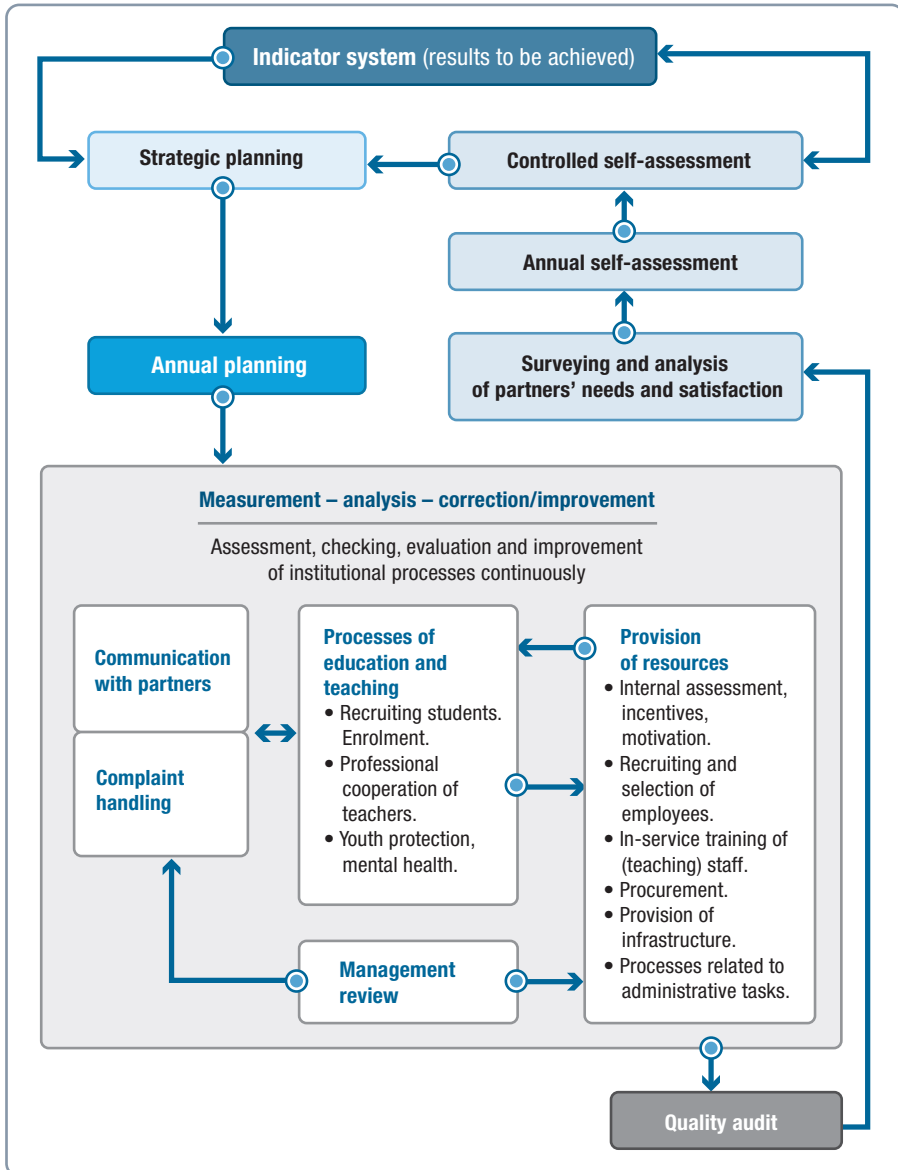 Indicator system (results to be achieved)
Strategic planning
Controlled self-assessment
Annual self-assessment
Annual planning
Surveying and analysis
of partners’ needs and satisfaction
Measurement – analysis – correction/improvement
Assessment, checking, evaluation and improvement
of institutional processes continuously
Communication
with partners
Complaint
handling
Processes of
education and
teaching
• Recruiting students.
Enrolment.
• Professional
cooperation of
teachers.
• Youth protection,
mental health.
Provision
of resources
• Internal assessment,
incentives,
motivation.
• Recruiting and
selection of
employees.
• In-service training of
(teaching) staff.
• Procurement.
• Provision of
infrastructure.
• Processes related to
administrative tasks.
Management
review
Quality audit